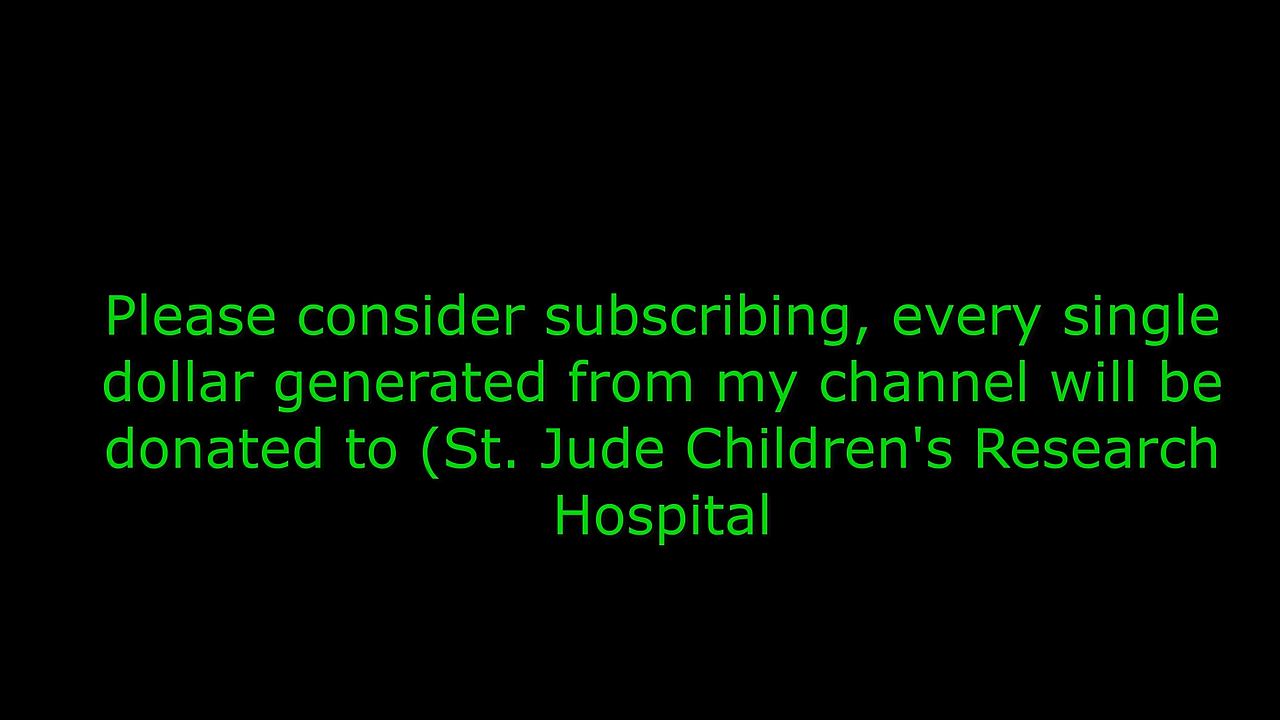 Please consider subscribing, every single
dollar generated from my channel will be
donated to (St. Jude Children's Research
Hospital